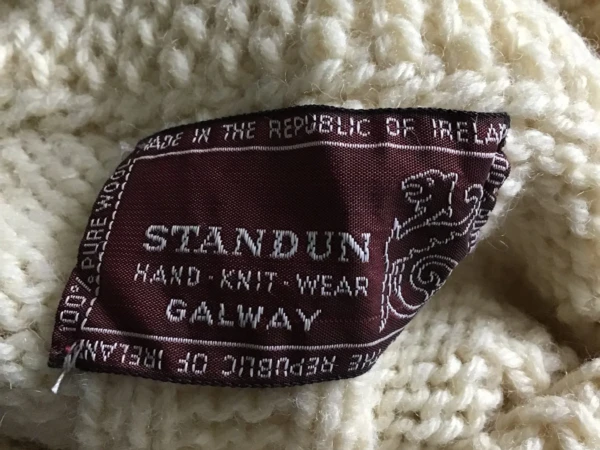 MADE IN THE REPUBLIC OF IRELAND
100% PURE WOOL
STANDUN
HAND·KNIT·WEAR
GALWAY
THE REPUBLIC OF IRELAND